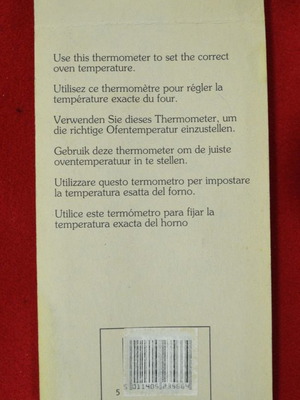 Use this thermometer to set the correct
oven temperature.
Utilisez ce thermomètre pour régler la
température exacte du four.
Verwenden Sie dieses Thermometer, um
die richtige Ofentemperatur einzustellen.
Gebruik deze thermometer om de juiste
oventemperatuur in te stellen.
Utilizzare questo termometro per impostare
la temperatura esatta del forno.
Utilice este termómetro para fijar la
temperatura exacta del horno
5